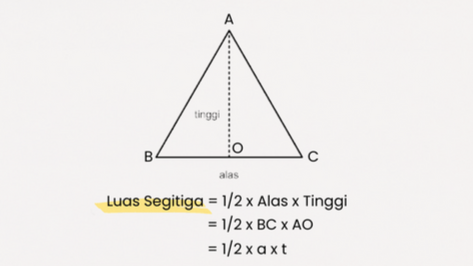 A
tinggi
B
O
C
alas
Luas Segitiga = 1/2 x Alas x Tinggi
= 1/2 x BC x AO
= 1/2 x a x t